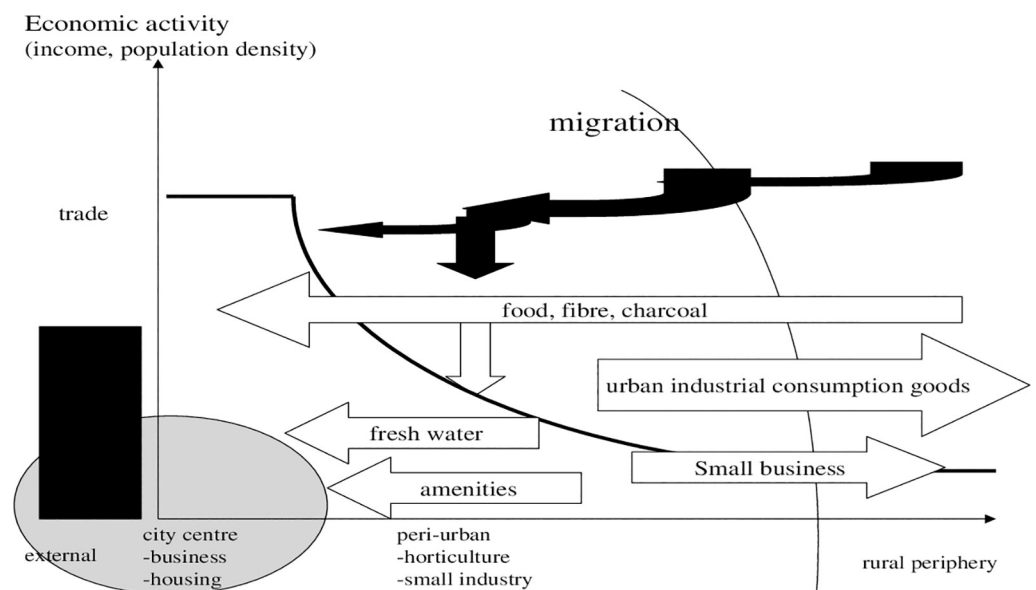 Economic activity
(income, population density)
migration
trade
food, fibre, charcoal
urban industrial consumption goods
fresh water
Small business
amenities
external
city centre
-business
-housing
peri-urban
-horticulture
-small industry
rural periphery